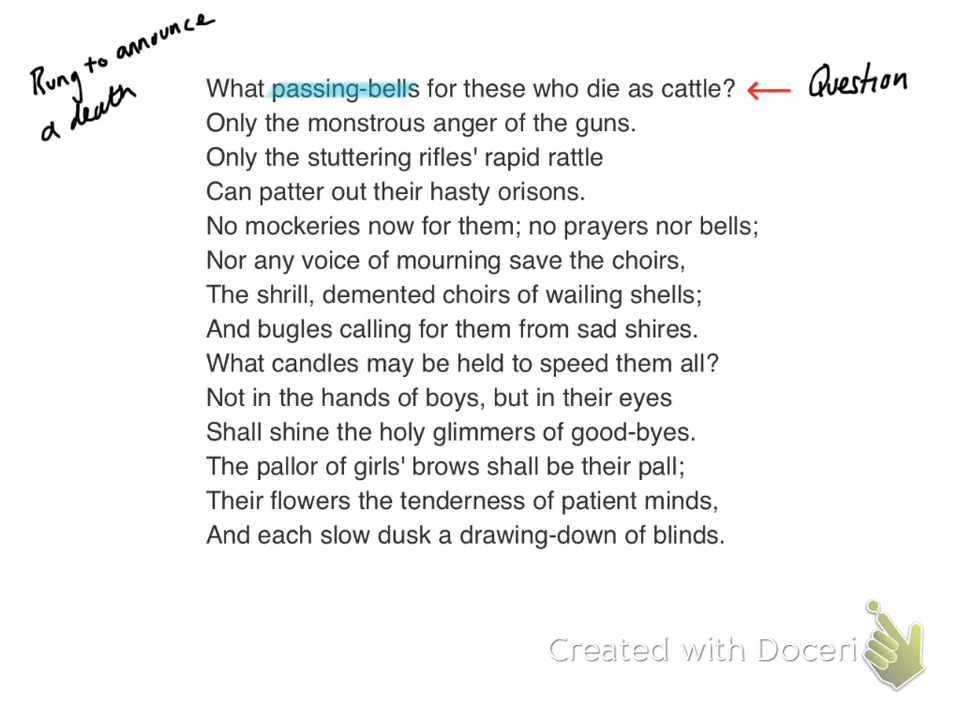 Rung to announce
a death
What passing-bells for these who die as cattle? ← Question
Only the monstrous anger of the guns.
Only the stuttering rifles' rapid rattle
Can patter out their hasty orisons.
No mockeries now for them; no prayers nor bells;
Nor any voice of mourning save the choirs,
The shrill, demented choirs of wailing shells;
And bugles calling for them from sad shires.
What candles may be held to speed them all?
Not in the hands of boys, but in their eyes
Shall shine the holy glimmers of good-byes.
The pallor of girls' brows shall be their pall;
Their flowers the tenderness of patient minds,
And each slow dusk a drawing-down of blinds.
Created with Doceri